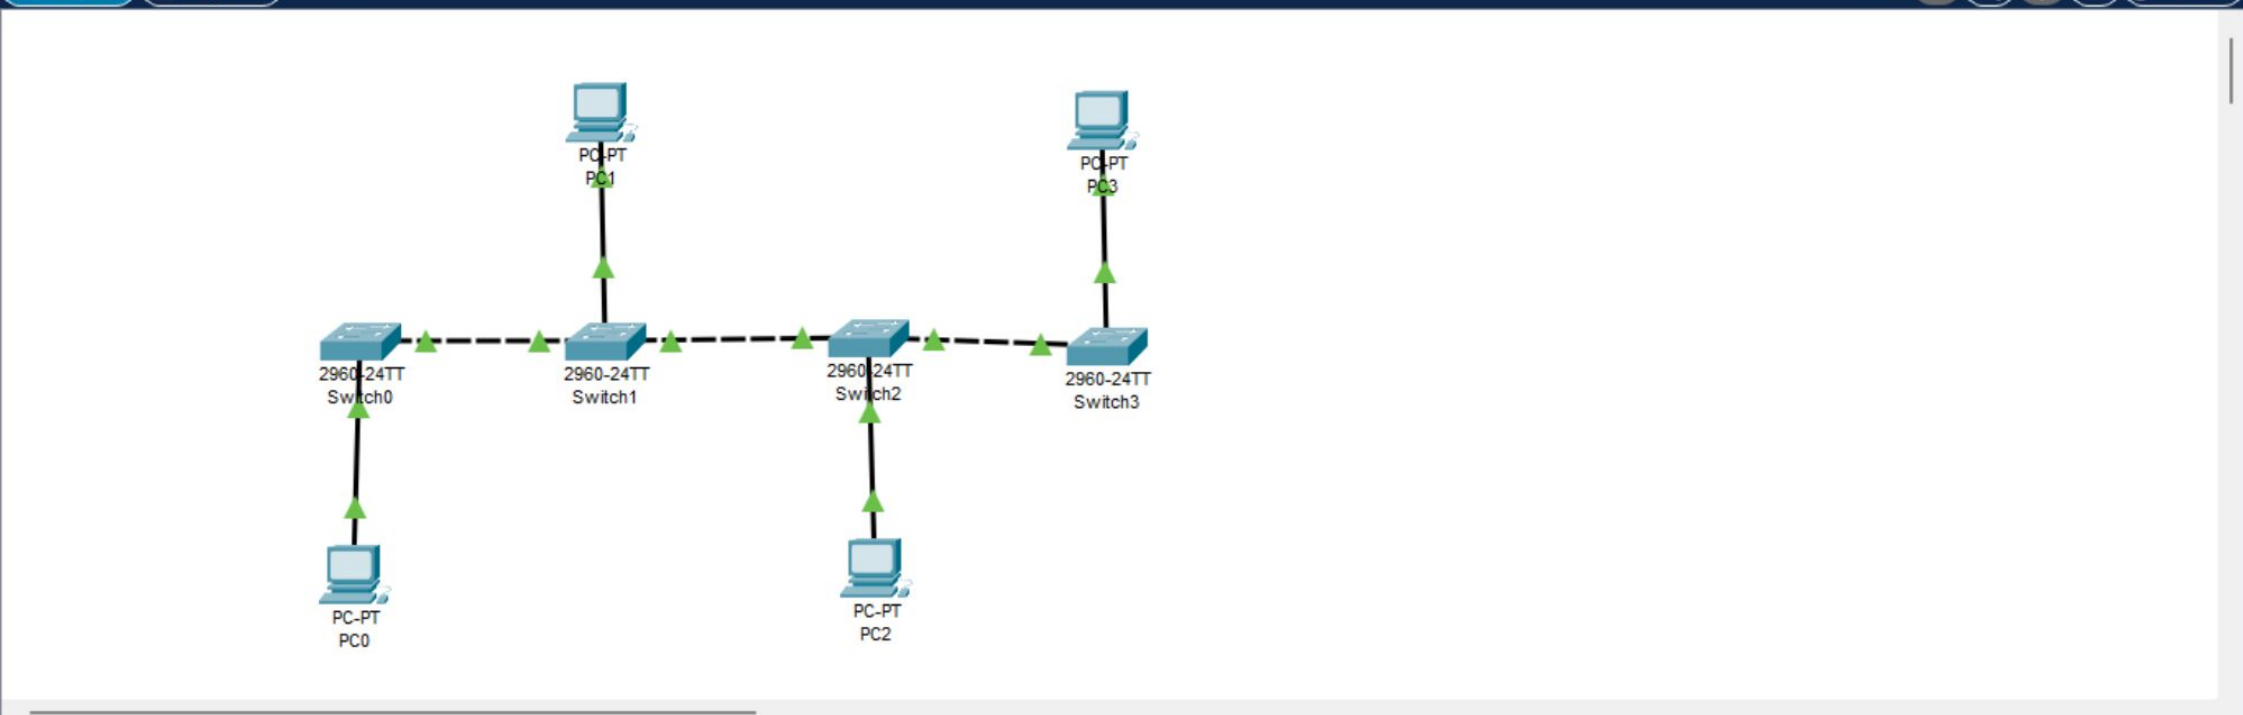 PC-PT
PC1
PC-PT
PC3
2960-24TT
Switch0
2960-24TT
Switch1
2960-24TT
Switch2
2960-24TT
Switch3
PC-PT
PC0
PC-PT
PC2